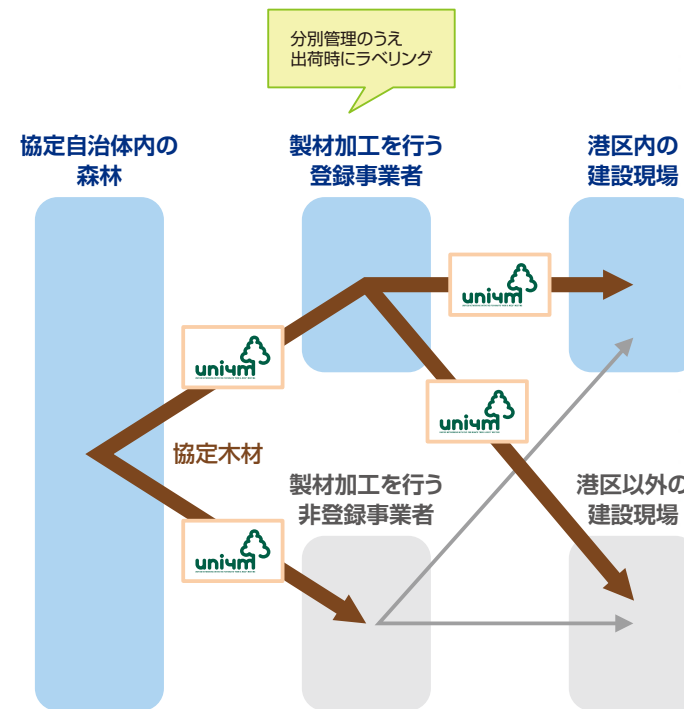 分別管理のうえ
出荷時にラベリング
協定自治体内の
森林
製材加工を行う
登録事業者
港区内の
建設現場
uni4m
uni4m
uni4m
協定木材
製材加工を行う
非登録事業者
港区以外の
建設現場
uni4m